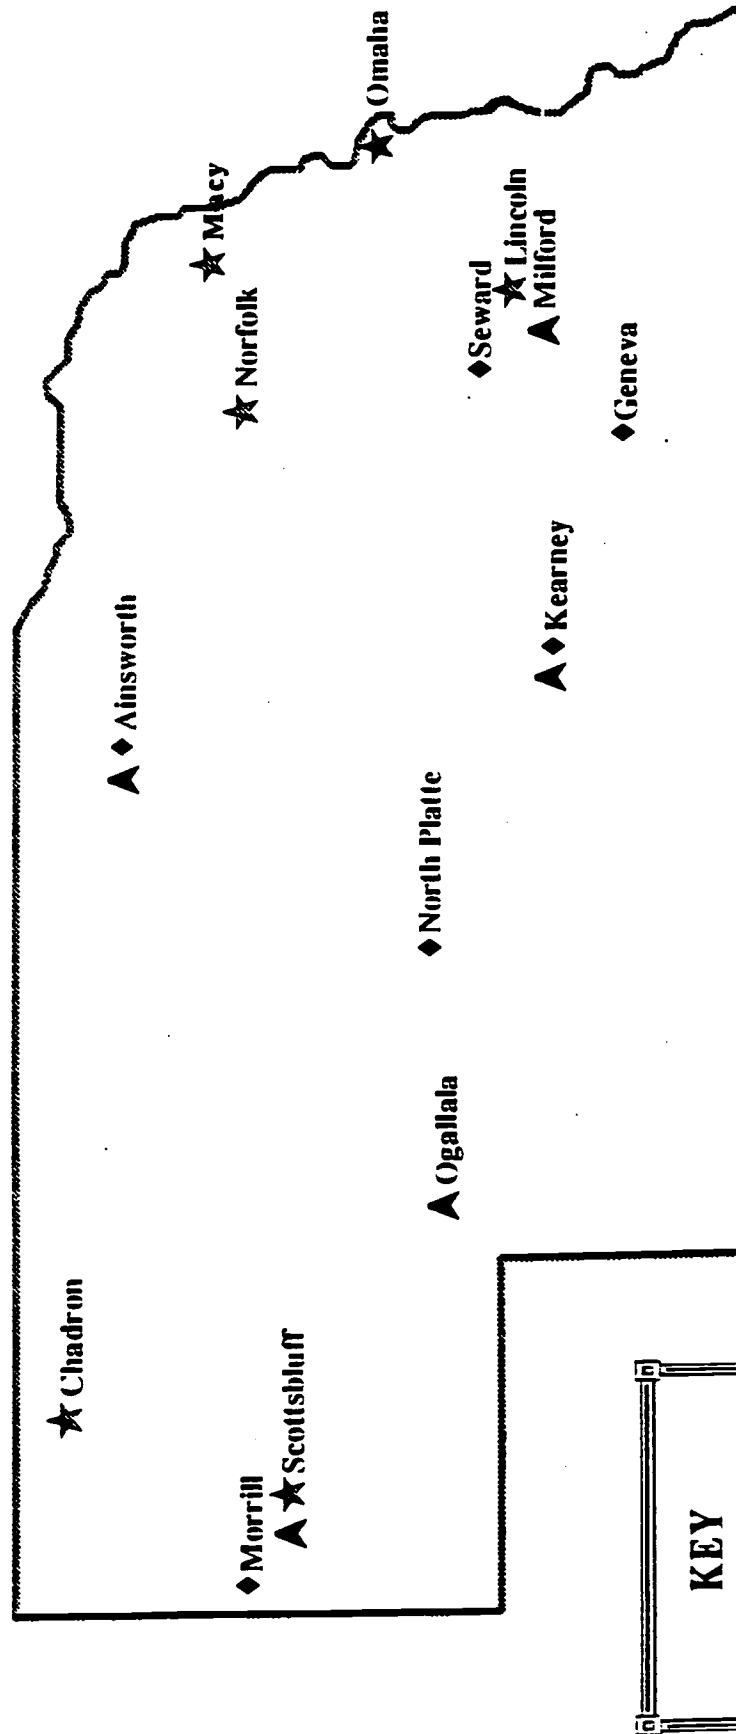 Chadron
Ainsworth
Macy
Norfolk
Morrill
Scottsbluff
Omaha
North Platte
Ogallala
Seward
Lincoln
Milford
Kearney
Geneva
KEY